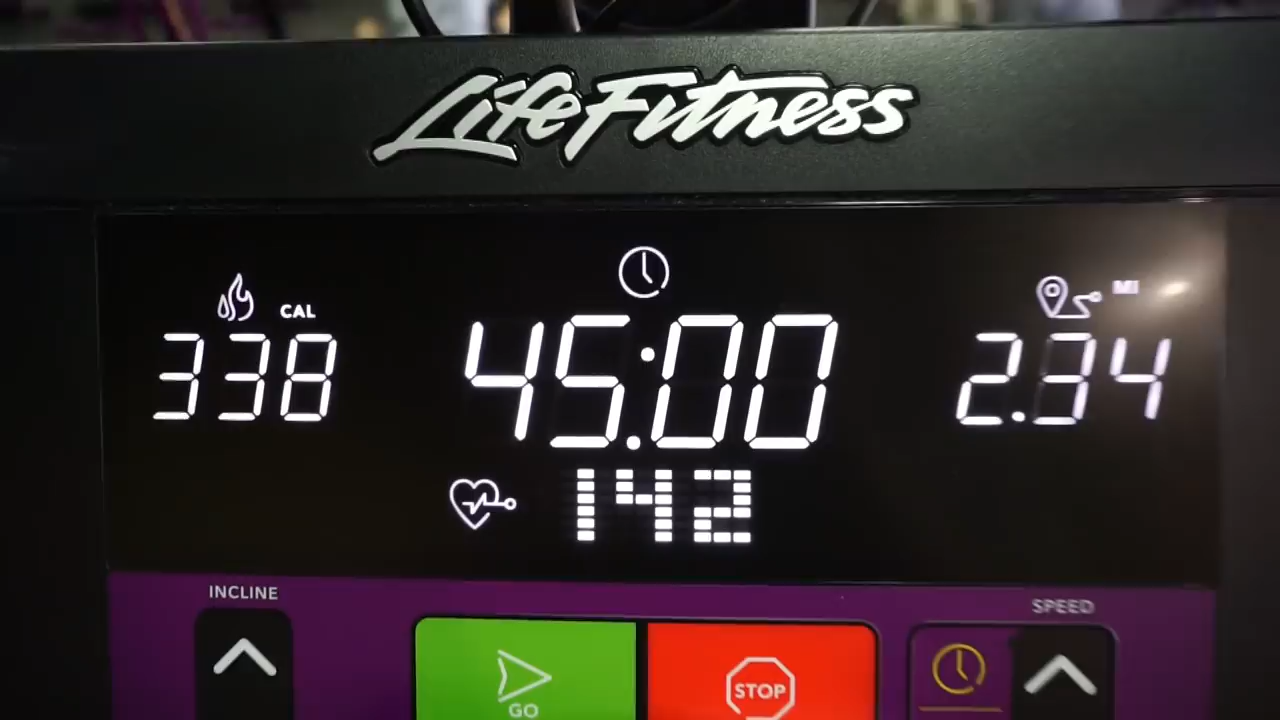 LifeFitness
CAL
MI
338
45:00
2.34
142
INCLINE
SPEED
GO
STOP